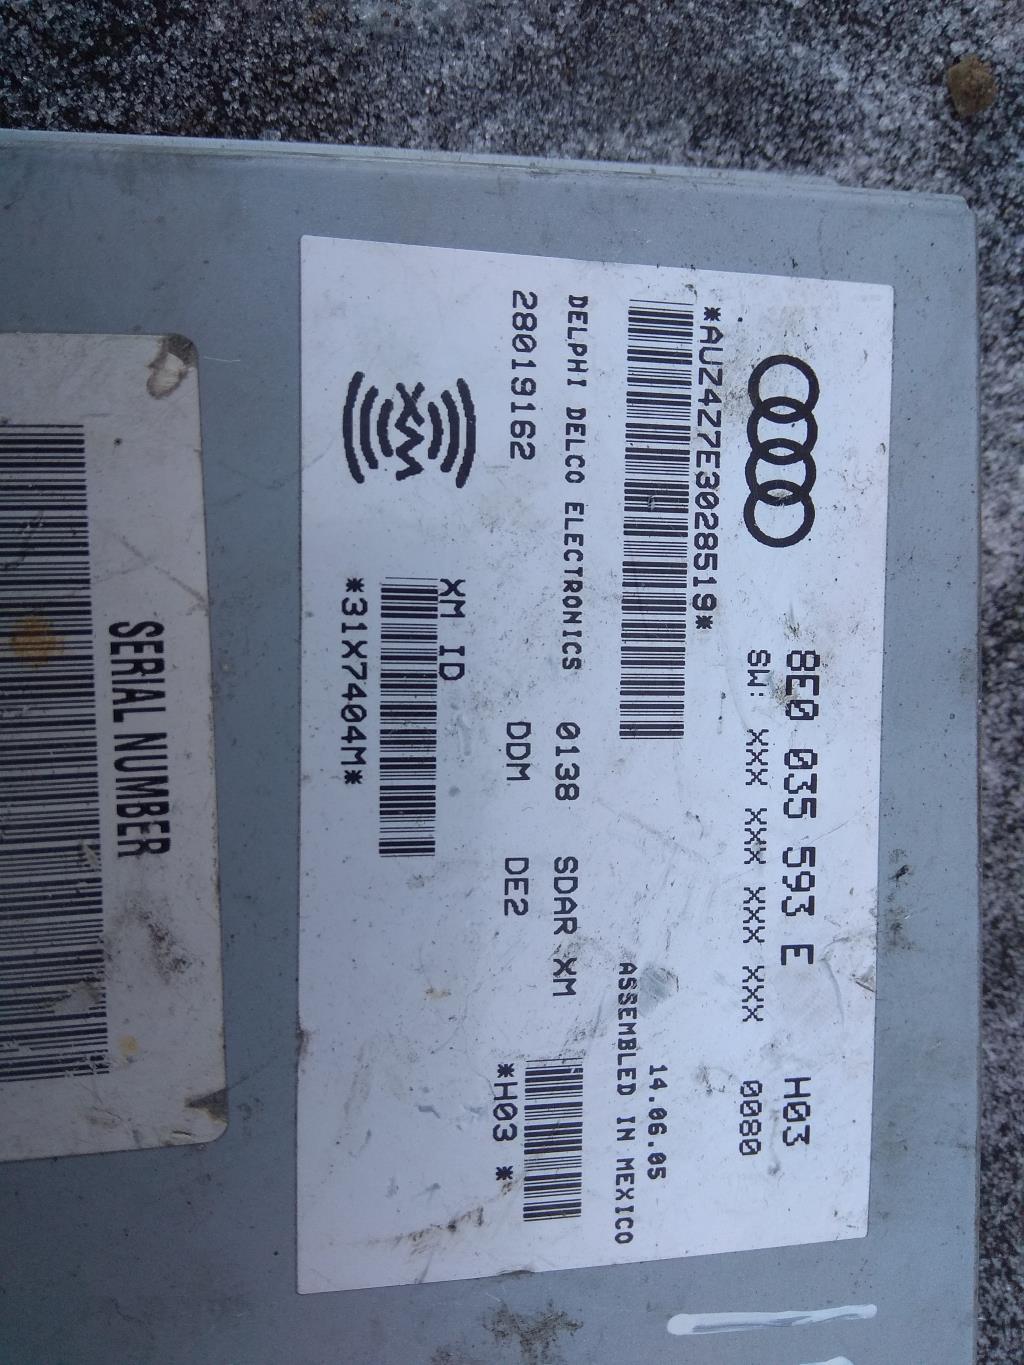 8E0 035 593 E H03
SW: XXX XXX XXX XXX 0080
*AUZ4Z7E3028519*
14.06.05
ASSEMBLED IN MEXICO
DELPHI DELCO ELECTRONICS 0138 SDAR XM
28019162 DDM DE2
*H03 *
XM
XM ID
*31X7404M*
SERIAL NUMBER